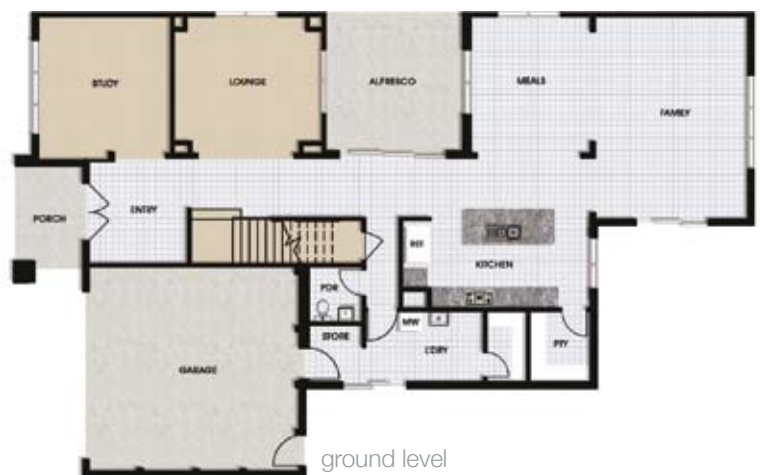 STUDY
LOUNGE
ALFRESCO
MEALS
FAMILY
PORCH
ENTRY
REF
KITCHEN
PDR
MW
STORE
L'DRY
PTY
GARAGE
ground level